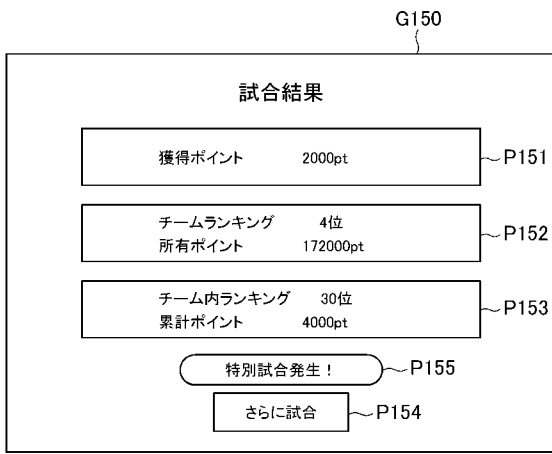 G150
試合結果
獲得ポイント 2000pt P151
チームランキング 4位
所有ポイント 172000pt P152
チーム内ランキング 30位
累計ポイント 4000pt P153
特別試合発生! P155
さらに試合 P154